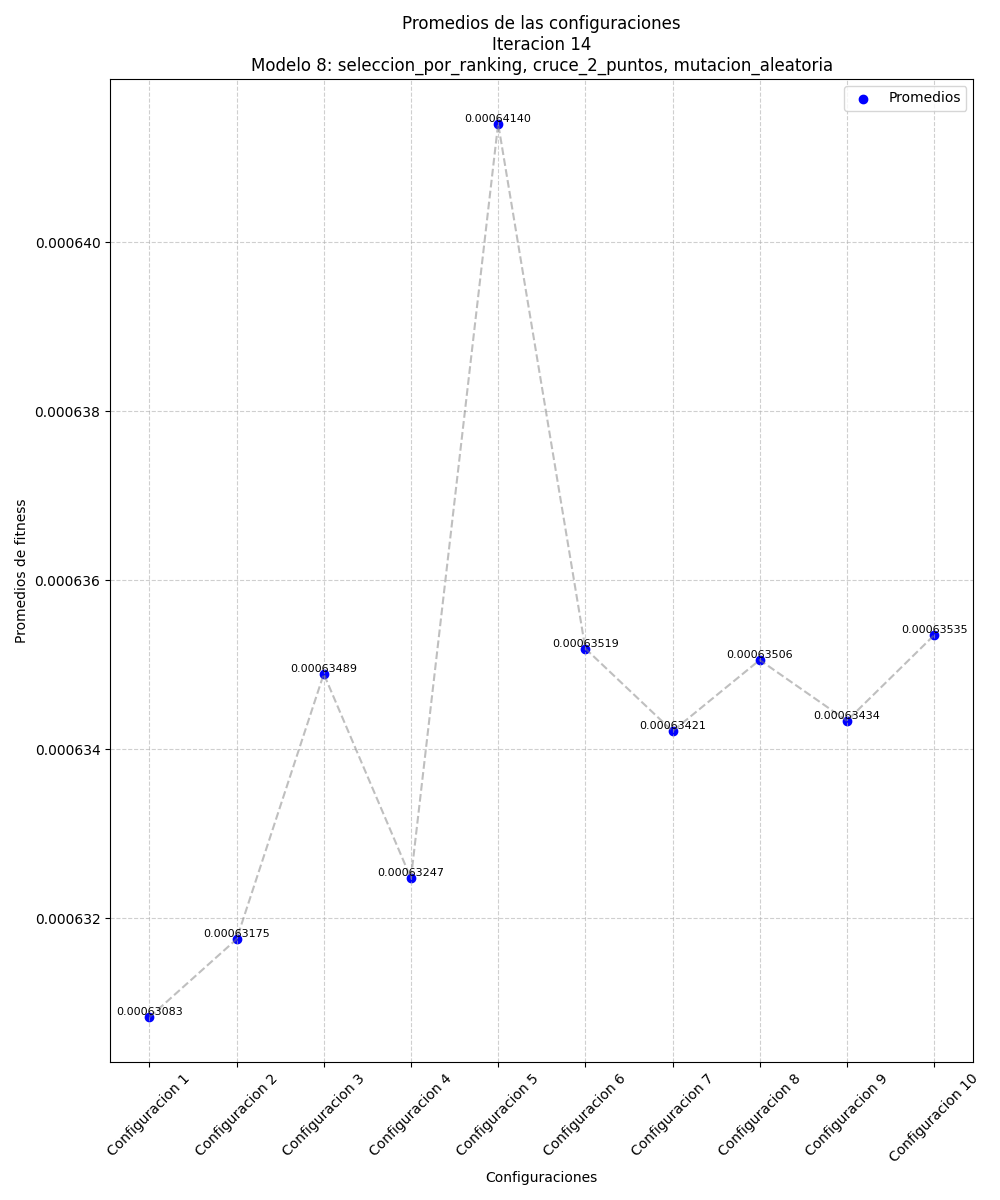 Promedios de las configuraciones
Iteracion 14
Modelo 8: seleccion_por_ranking, cruce_2_puntos, mutacion_aleatoria
Promedios
0.00064140
0.000640
0.000638
0.000636
0.000634
0.000632
Promedios de fitness
0.00063083
0.00063175
0.00063489
0.00063247
0.00063519
0.00063421
0.00063506
0.00063434
0.00063535
Configuracion 1
Configuracion 2
Configuracion 3
Configuracion 4
Configuracion 5
Configuracion 6
Configuracion 7
Configuracion 8
Configuracion 9
Configuracion 10
Configuraciones